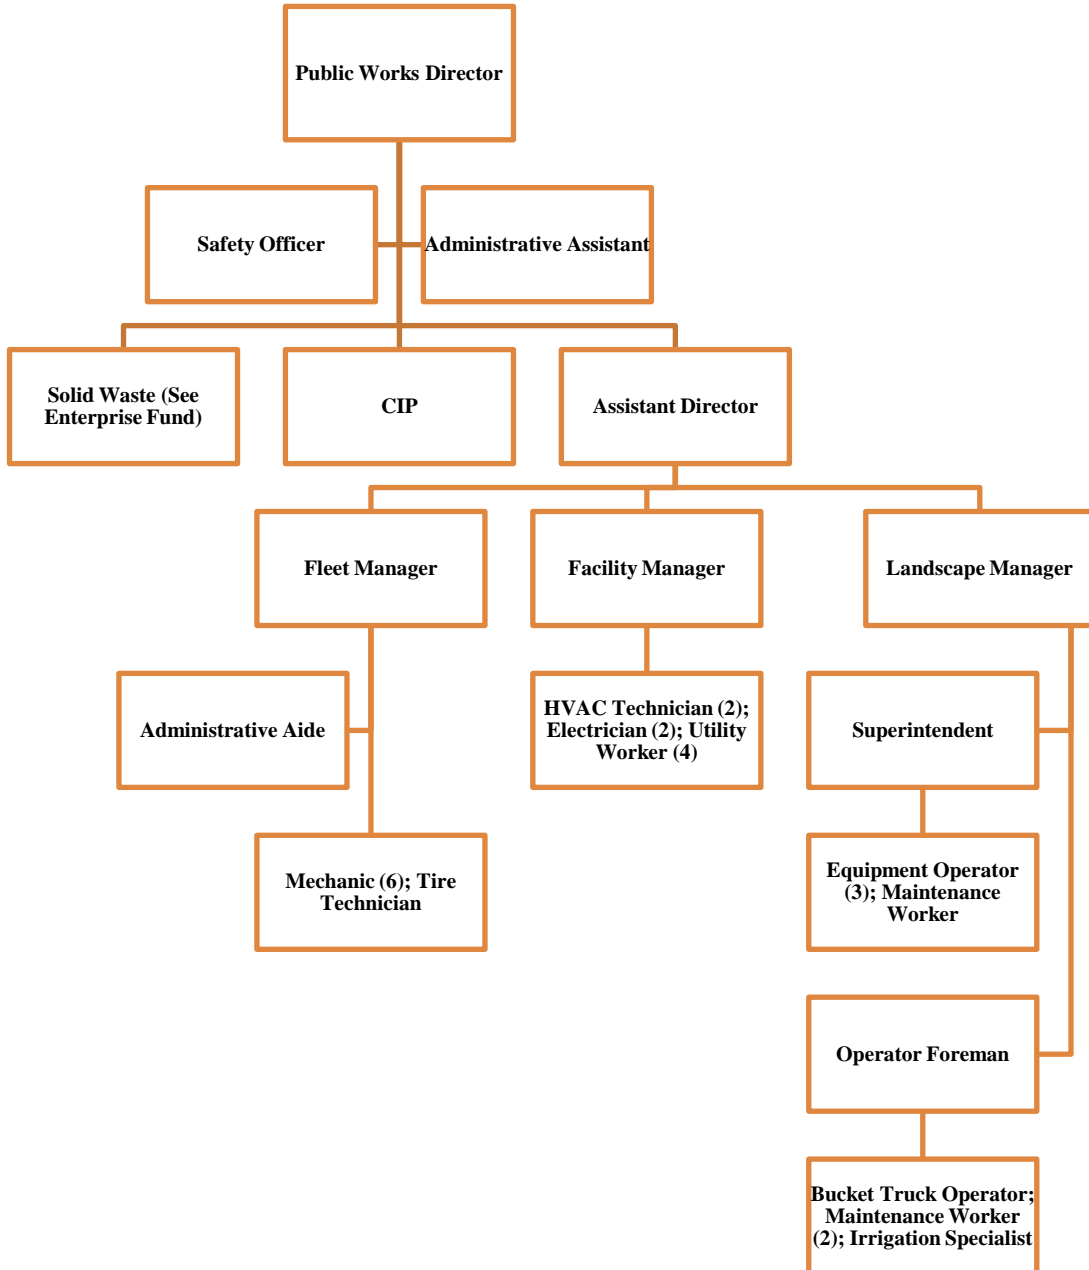 Public Works Director
Safety Officer
Administrative Assistant
Solid Waste (See
Enterprise Fund)
CIP
Assistant Director
Fleet Manager
Facility Manager
Landscape Manager
Administrative Aide
HVAC Technician (2);
Electrician (2); Utility
Worker (4)
Superintendent
Mechanic (6); Tire
Technician
Equipment Operator
(3); Maintenance
Worker
Operator Foreman
Bucket Truck Operator;
Maintenance Worker
(2); Irrigation Specialist